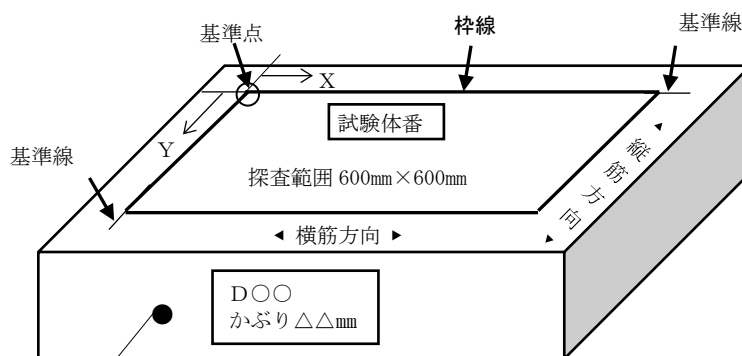 基準点
枠線
基準線
X
試験体番
Y
基準線
探査範囲 600mm×600mm
縦筋方向
横筋方向
D○○
かぶり△△mm